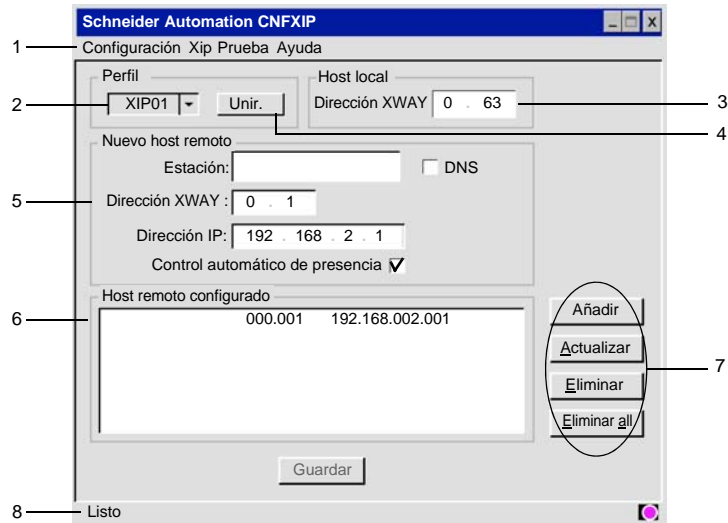 Schneider Automation CNFXIP
1
Configuración Xip Prueba Ayuda
Perfil
Host local
2
XIP01
Unir.
Dirección XWAY
0 . 63
3
4
Nuevo host remoto
Estación:
DNS
5
Dirección XWAY :
0 . 1
Dirección IP:
192 . 168 . 2 . 1
Control automático de presencia
6
Host remoto configurado
000.001 192.168.002.001
Añadir
Actualizar
Eliminar
Eliminar all
7
Guardar
8
Listo